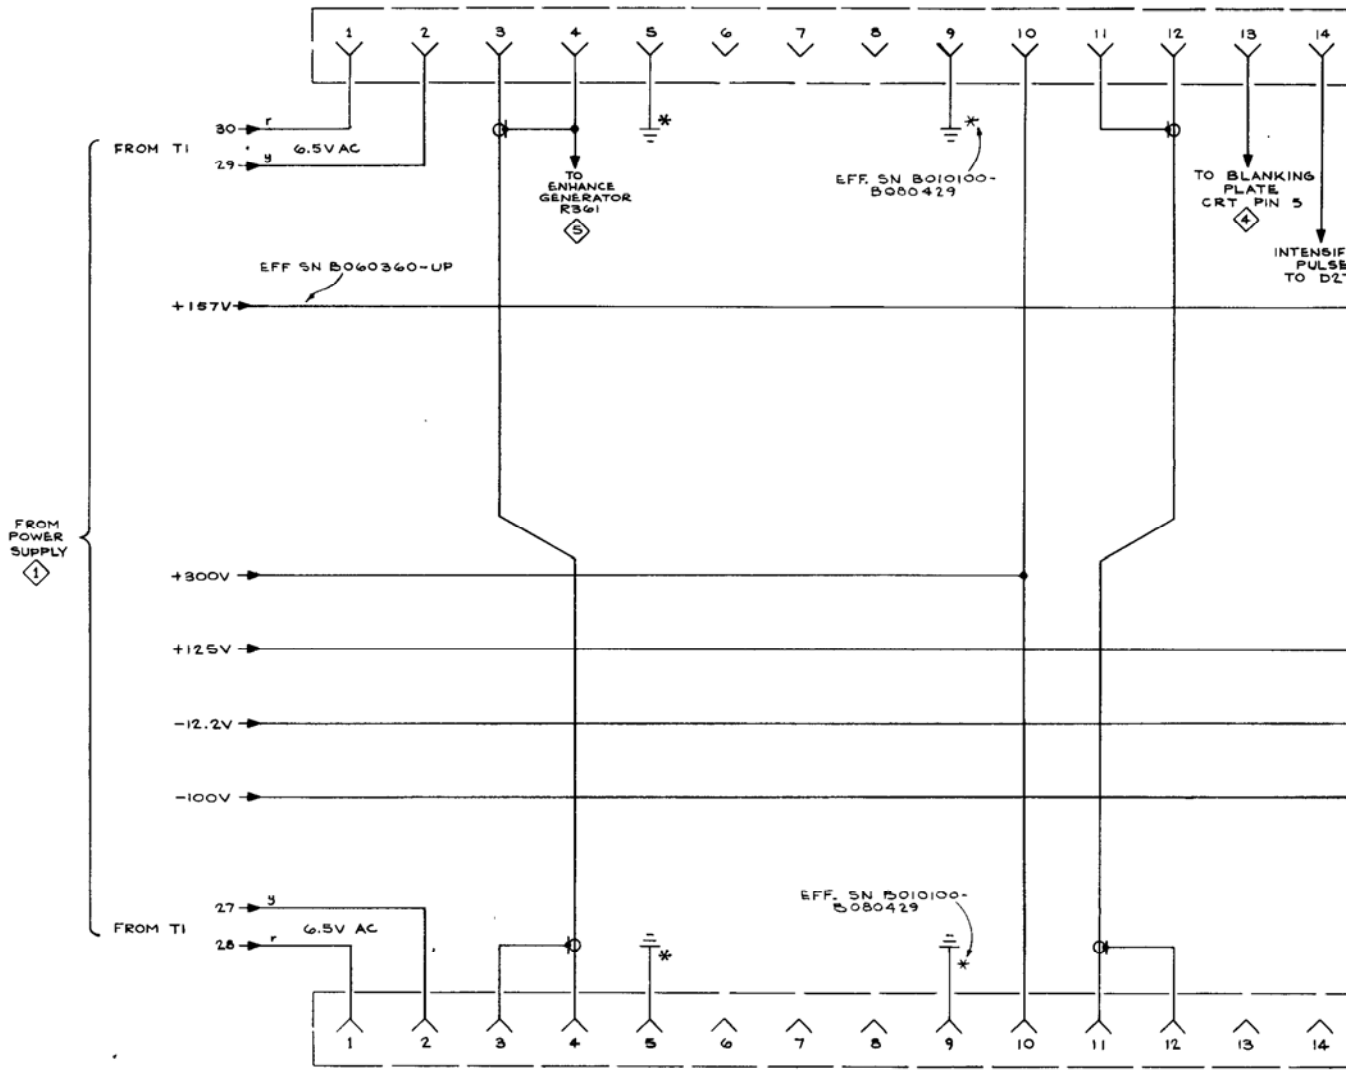 1 2 3 4 5 6 7 8 9 10 11 12 13 14
30 r
FROM T1 6.5V AC
29 y
*
*
TO
ENHANCE
GENERATOR
R361
5
EFF. SN B010100-
B080429
TO BLANKING
PLATE
CRT PIN 5
4
INTENSIF
PULSE
TO D27
EFF SN B060360-UP
+157V
FROM
POWER
SUPPLY
1
+300V
+125V
-12.2V
-100V
27 y
FROM T1 6.5V AC
28 r
EFF. SN B010100-
B080429
*
*
1 2 3 4 5 6 7 8 9 10 11 12 13 14